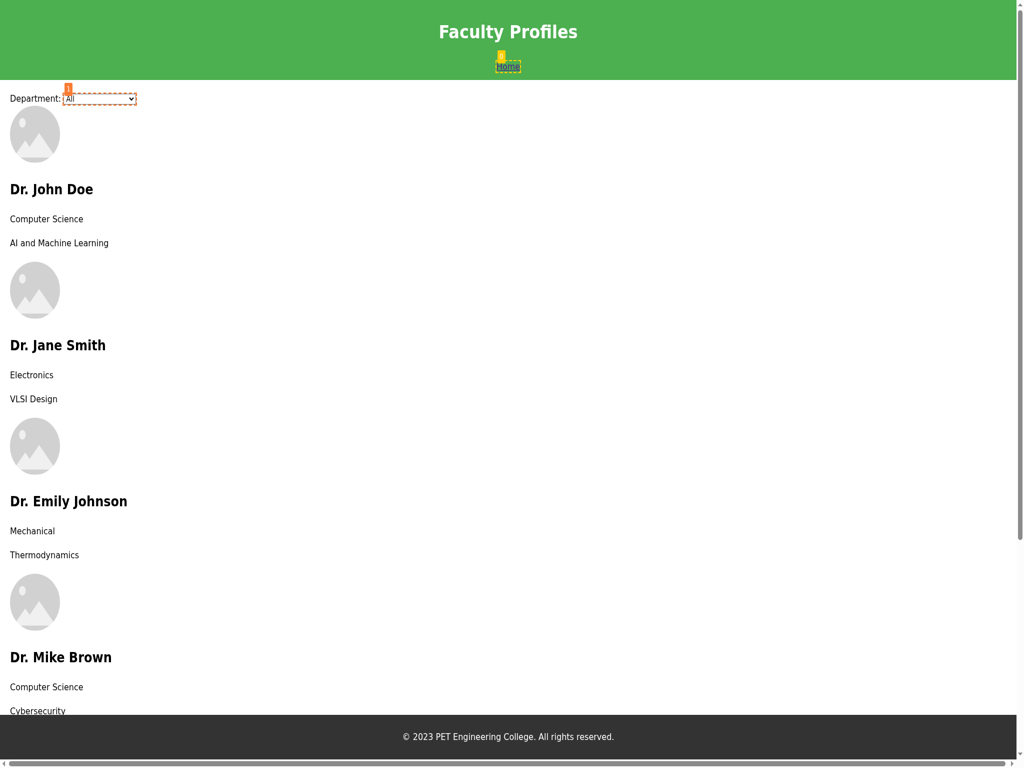 Faculty Profiles
0
Home
1
Department: All
Dr. John Doe
Computer Science
AI and Machine Learning
Dr. Jane Smith
Electronics
VLSI Design
Dr. Emily Johnson
Mechanical
Thermodynamics
Dr. Mike Brown
Computer Science
Cybersecurity
© 2023 PET Engineering College. All rights reserved.